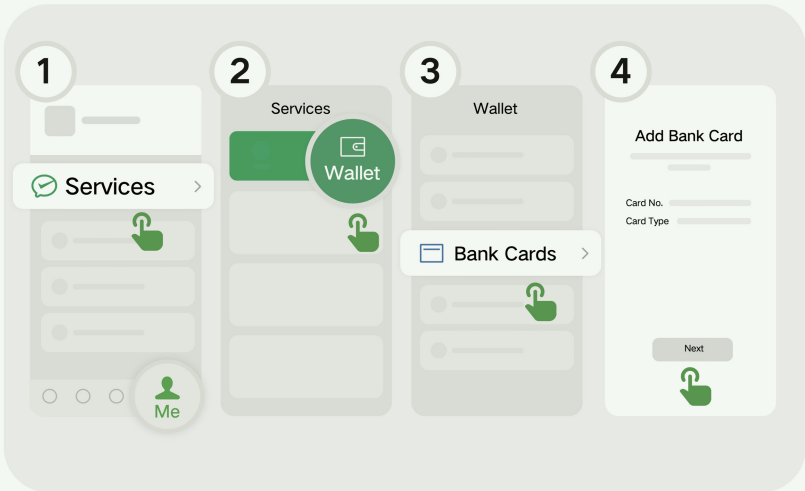 1
Services
Me
2
Services
Wallet
3
Wallet
Bank Cards
4
Add Bank Card
Card No.
Card Type
Next